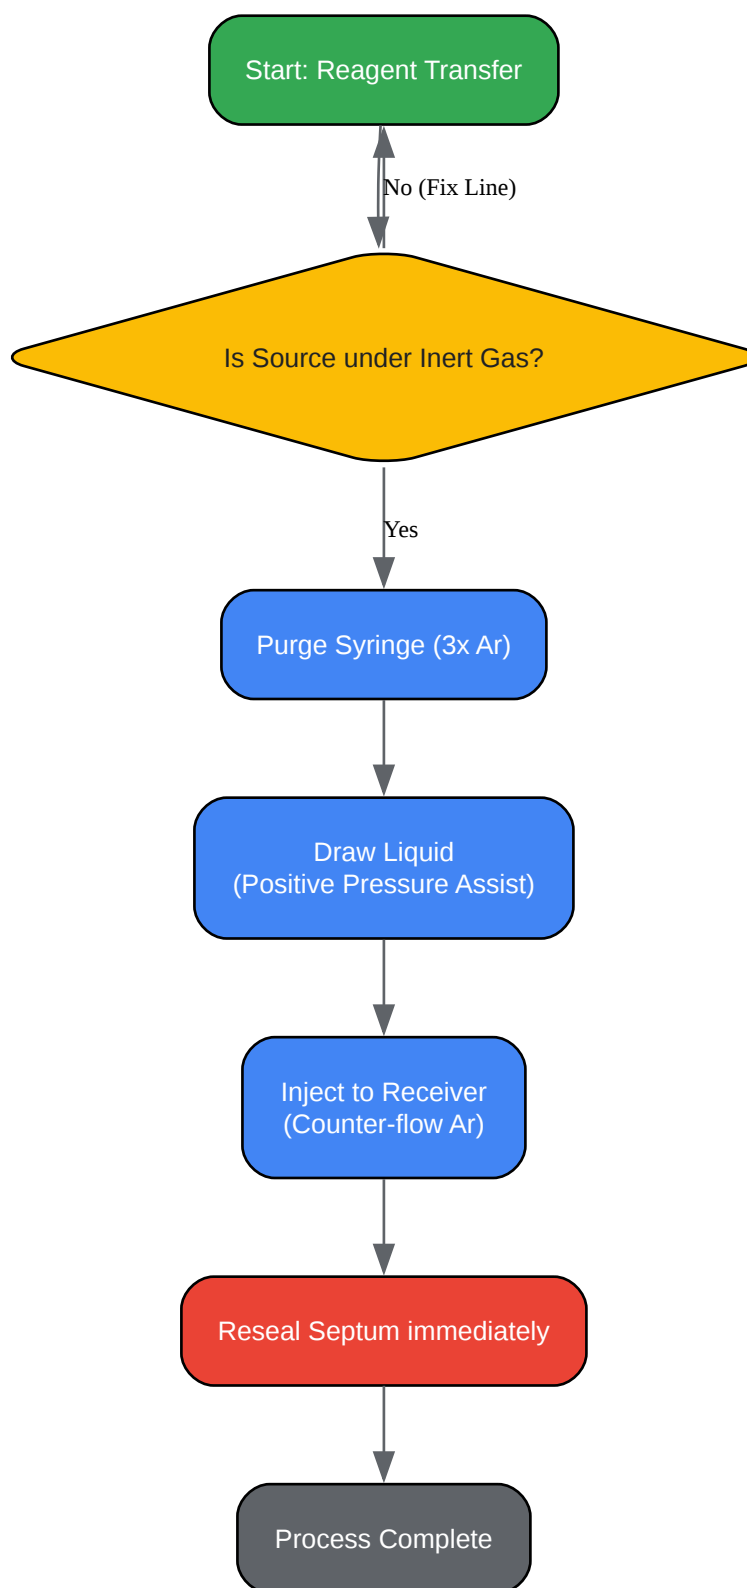 Start: Reagent Transfer
No (Fix Line)
Is Source under Inert Gas?
Yes
Purge Syringe (3x Ar)
Draw Liquid
(Positive Pressure Assist)
Inject to Receiver
(Counter-flow Ar)
Reseal Septum immediately
Process Complete